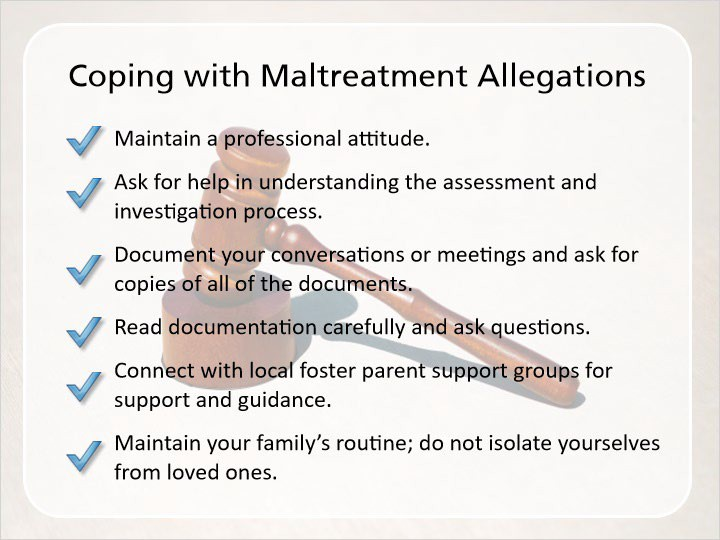 Coping with Maltreatment Allegations
Maintain a professional attitude.
Ask for help in understanding the assessment and
investigation process.
Document your conversations or meetings and ask for
copies of all of the documents.
Read documentation carefully and ask questions.
Connect with local foster parent support groups for
support and guidance.
Maintain your family’s routine; do not isolate yourselves
from loved ones.